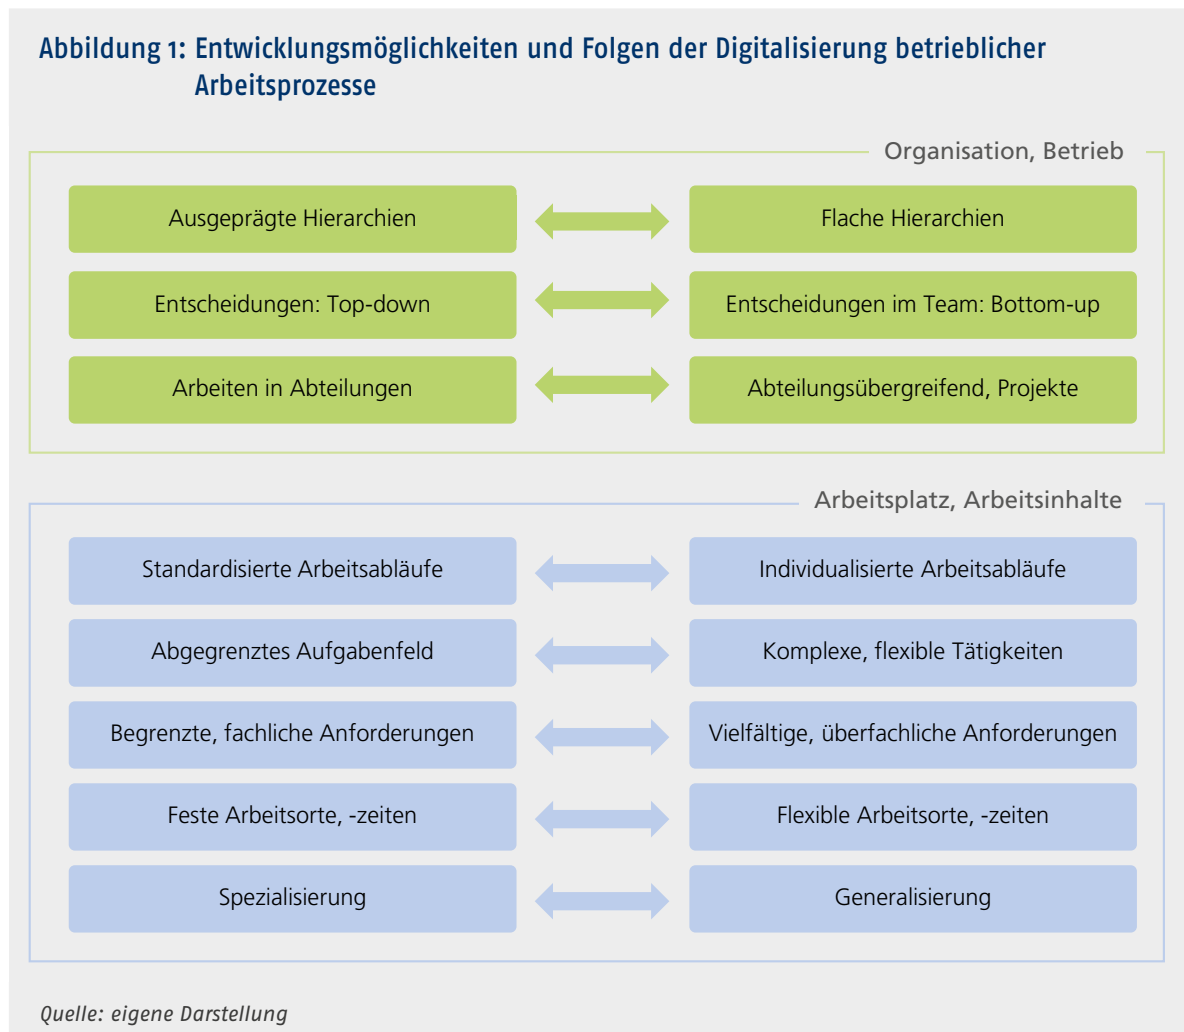 Abbildung 1: Entwicklungsmöglichkeiten und Folgen der Digitalisierung betrieblicher
Arbeitsprozesse
Organisation, Betrieb
Ausgeprägte Hierarchien
Flache Hierarchien
Entscheidungen: Top-down
Entscheidungen im Team: Bottom-up
Arbeiten in Abteilungen
Abteilungsübergreifend, Projekte
Arbeitsplatz, Arbeitsinhalte
Standardisierte Arbeitsabläufe
Individualisierte Arbeitsabläufe
Abgegrenztes Aufgabenfeld
Komplexe, flexible Tätigkeiten
Begrenzte, fachliche Anforderungen
Vielfältige, überfachliche Anforderungen
Feste Arbeitsorte, -zeiten
Flexible Arbeitsorte, -zeiten
Spezialisierung
Generalisierung
Quelle: eigene Darstellung